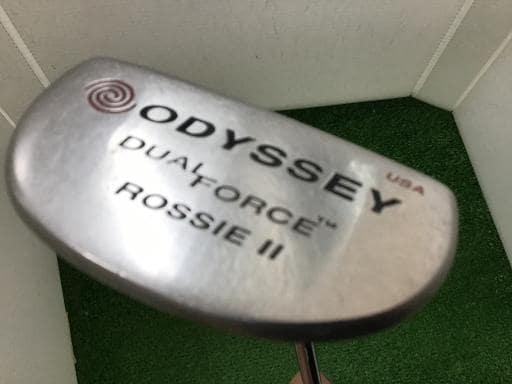 ODYSSEY
USA
DUAL FORCE™
ROSSIE II